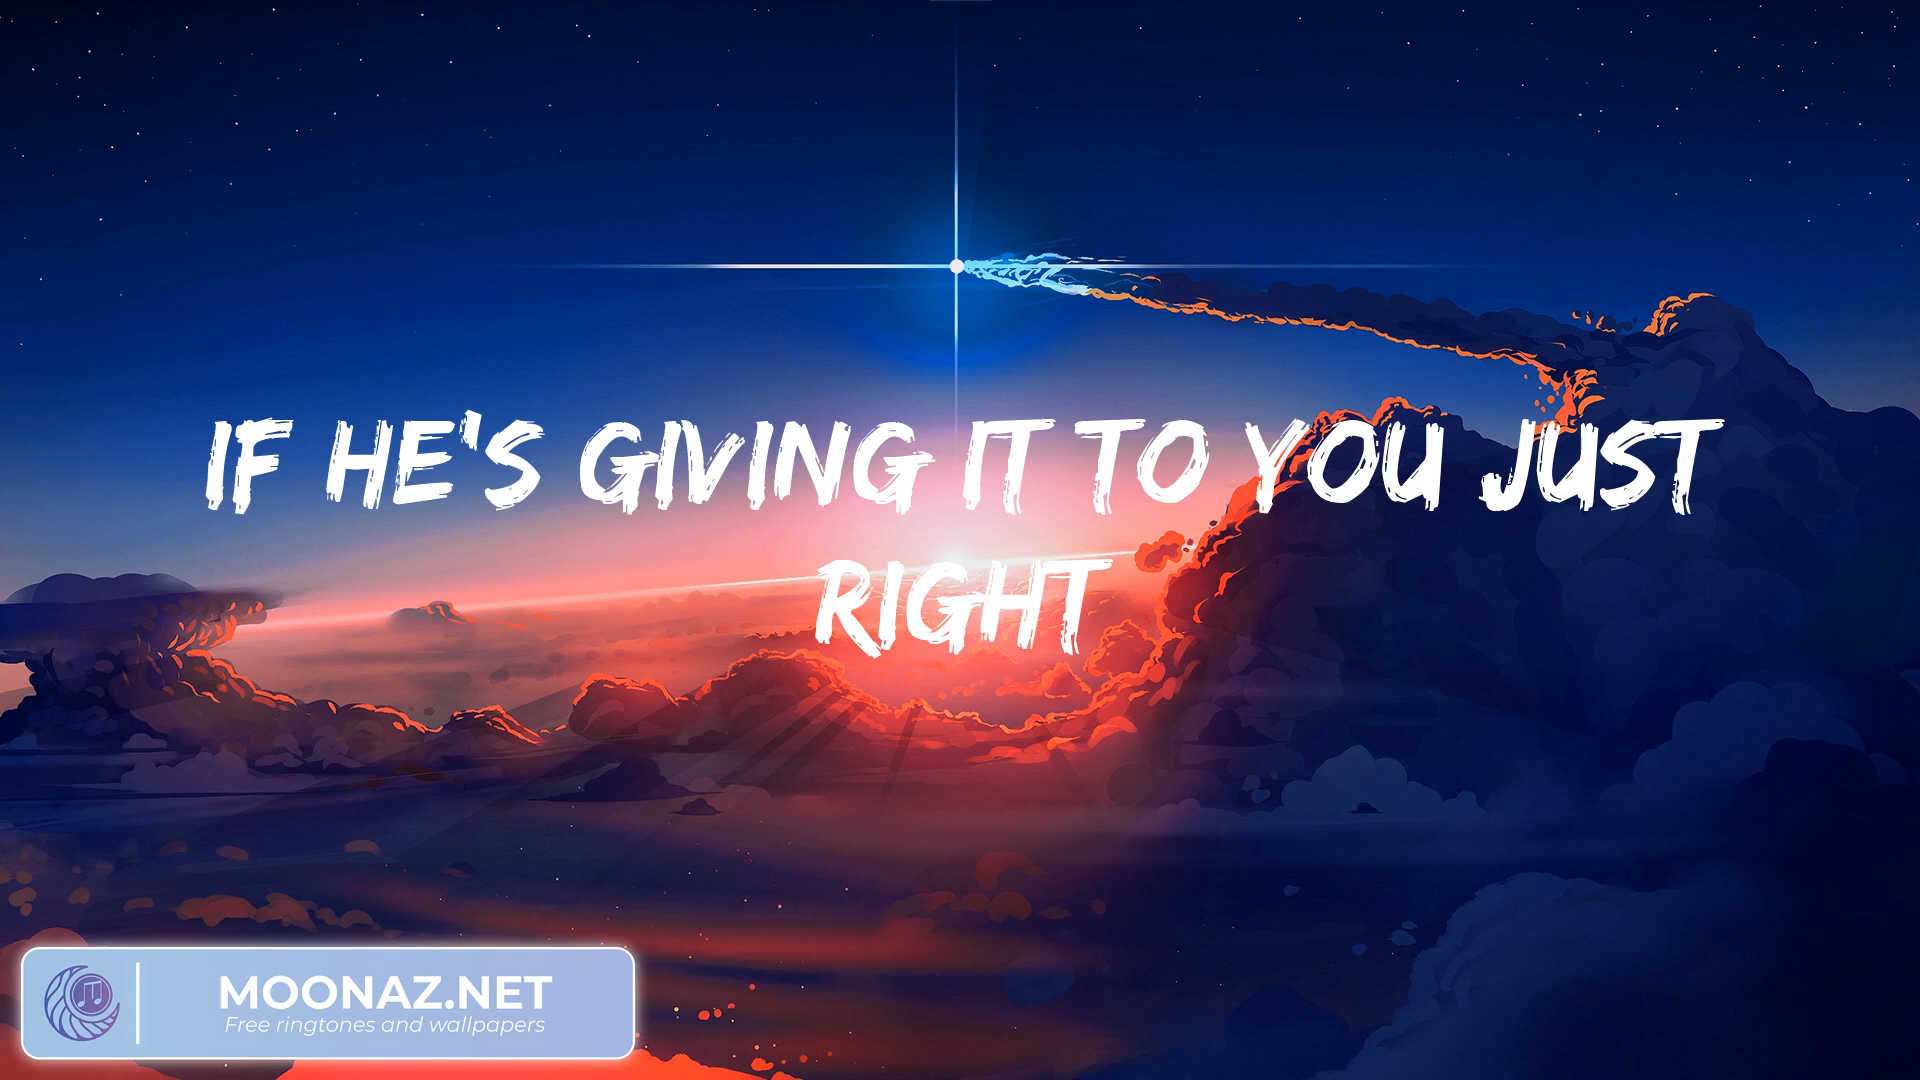 IF HE'S GIVING IT TO YOU JUST
RIGHT
MOONAZ.NET
Free ringtones and wallpapers